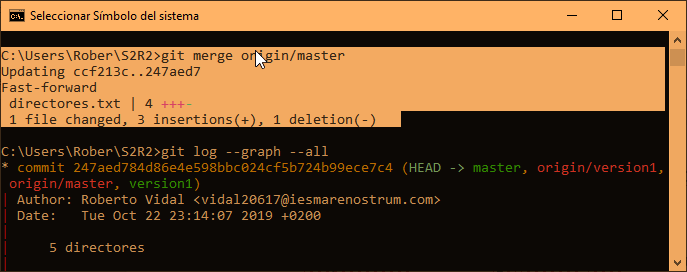 Seleccionar Símbolo del sistema
C:\Users\Rober\S2R2>git merge origin/master
Updating ccf213c..247aed7
Fast-forward
 directores.txt | 4 +++-
 1 file changed, 3 insertions(+), 1 deletion(-)
C:\Users\Rober\S2R2>git log --graph --all
* commit 247aed784d86e4e598bbc024cf5b724b99ece7c4 (HEAD -> master, origin/version1,
 origin/master, version1)
| Author: Roberto Vidal <vidal20617@iesmarenostrum.com>
| Date:   Tue Oct 22 23:14:07 2019 +0200
|
|     5 directores
|